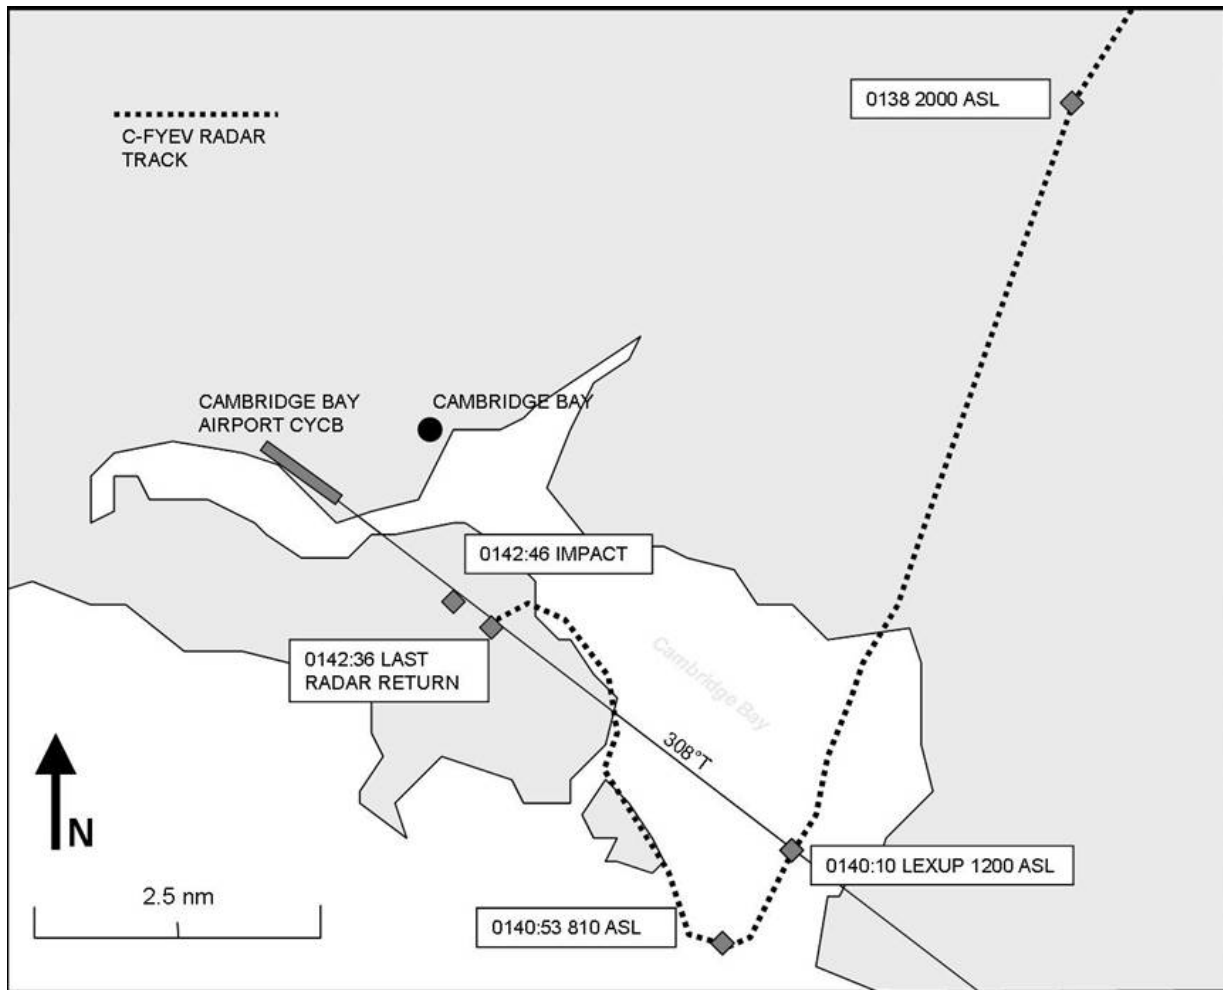 0138 2000 ASL
C-FYEV RADAR
TRACK
CAMBRIDGE BAY
AIRPORT CYCB
CAMBRIDGE BAY
0142:46 IMPACT
0142:36 LAST
RADAR RETURN
Cambridge Bay
308°T
N
0140:10 LEXUP 1200 ASL
2.5 nm
0140:53 810 ASL